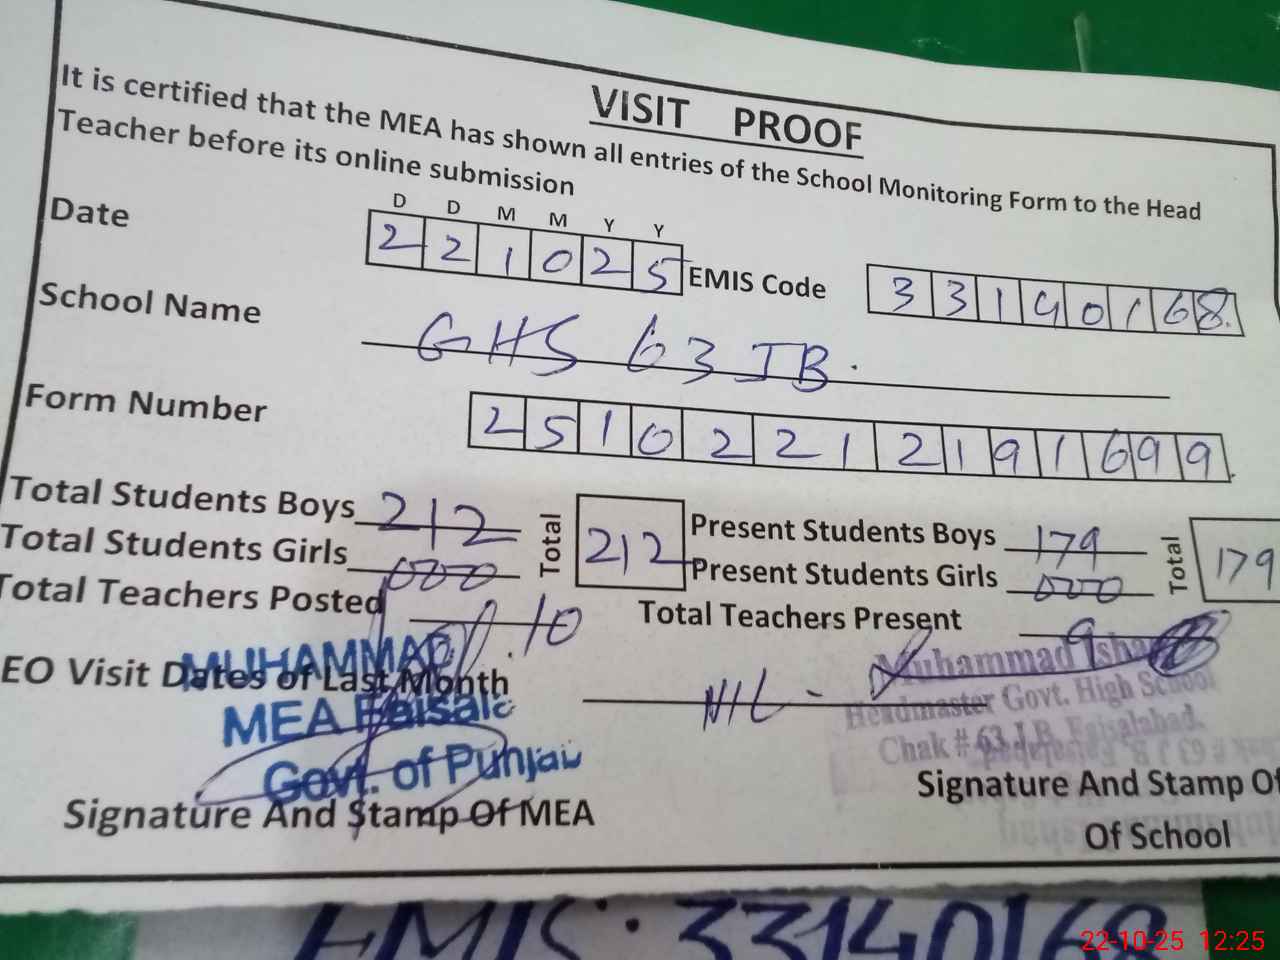 VISIT PROOF
It is certified that the MEA has shown all entries of the School Monitoring Form to the Head
Teacher before its online submission
D D M M Y Y
Date 2 2 1 0 2 5 EMIS Code 3 3 1 4 0 1 6 8
School Name GHS 63 JB.
Form Number 2 5 1 0 2 2 1 2 1 9 1 6 9 9
Total Students Boys 212 Total 212 Present Students Boys 179 Total 179
Total Students Girls 000 Present Students Girls 000
Total Teachers Posted 10 Total Teachers Present 9
EO Visit Dates of Last Month NIL -
MUHAMMAD
MEA Faisala
Govt. of Punjab
Muhammad Isha
Headmaster Govt. High School
Chak # 63 J.B. Faisalabad.
Signature And Stamp Of MEA
Signature And Stamp Of
Of School
EMIS. 33140168
22-10-25 12:25